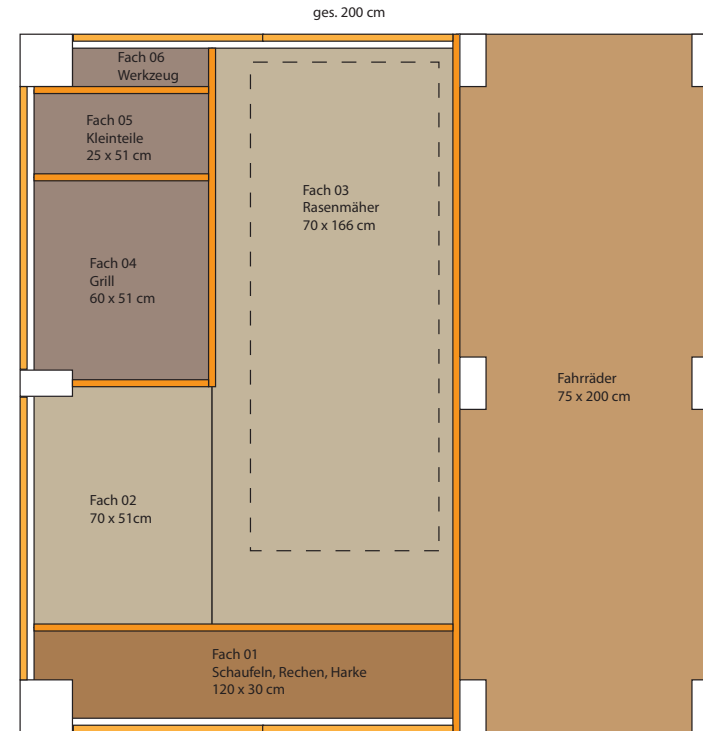 ges. 200 cm
Fach 06
Werkzeug
Fach 05
Kleinteile
25 x 51 cm
Fach 03
Rasenmäher
70 x 166 cm
Fach 04
Grill
60 x 51 cm
Fahrräder
75 x 200 cm
Fach 02
70 x 51cm
Fach 01
Schaufeln, Rechen, Harke
120 x 30 cm